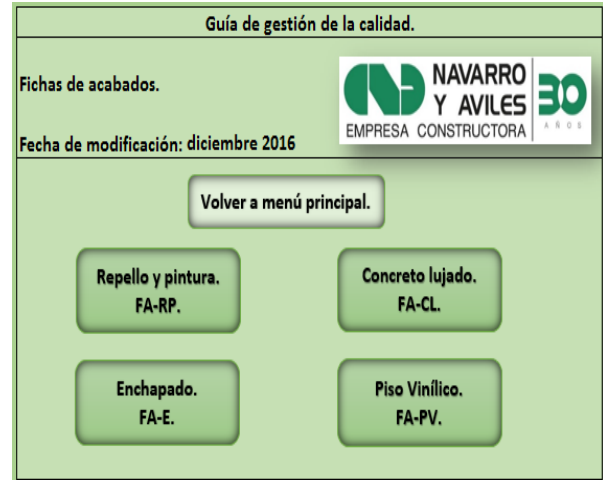 Guía de gestión de la calidad.
Fichas de acabados.
NAVARRO
Y AVILES
EMPRESA CONSTRUCTORA
30
AÑOS
Fecha de modificación: diciembre 2016
Volver a menú principal.
Repello y pintura.
FA-RP.
Concreto lujado.
FA-CL.
Enchapado.
FA-E.
Piso Vinílico.
FA-PV.